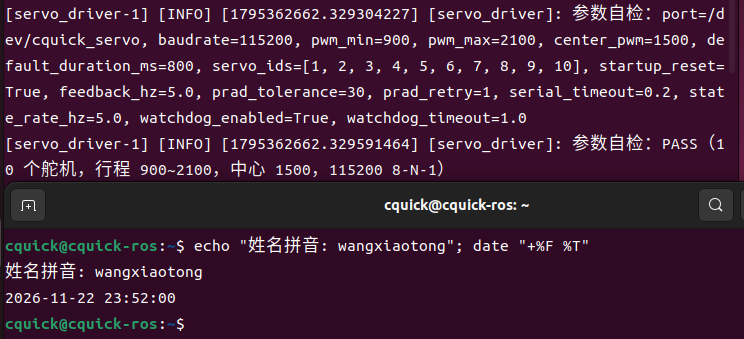 [servo_driver-1] [INFO] [1795362662.329304227] [servo_driver]: 参数自检：port=/d
ev/cquick_servo, baudrate=115200, pwm_min=900, pwm_max=2100, center_pwm=1500, de
fault_duration_ms=800, servo_ids=[1, 2, 3, 4, 5, 6, 7, 8, 9, 10], startup_reset=
True, feedback_hz=5.0, prad_tolerance=30, prad_retry=1, serial_timeout=0.2, stat
e_rate_hz=5.0, watchdog_enabled=True, watchdog_timeout=1.0
[servo_driver-1] [INFO] [1795362662.329591464] [servo_driver]: 参数自检：PASS（1
0 个舵机，行程 900~2100，中心 1500，115200 8-N-1）
cquick@cquick-ros: ~
cquick@cquick-ros:~$ echo "姓名拼音: wangxiaotong"; date "+%F %T"
姓名拼音: wangxiaotong
2026-11-22 23:52:00
cquick@cquick-ros:~$